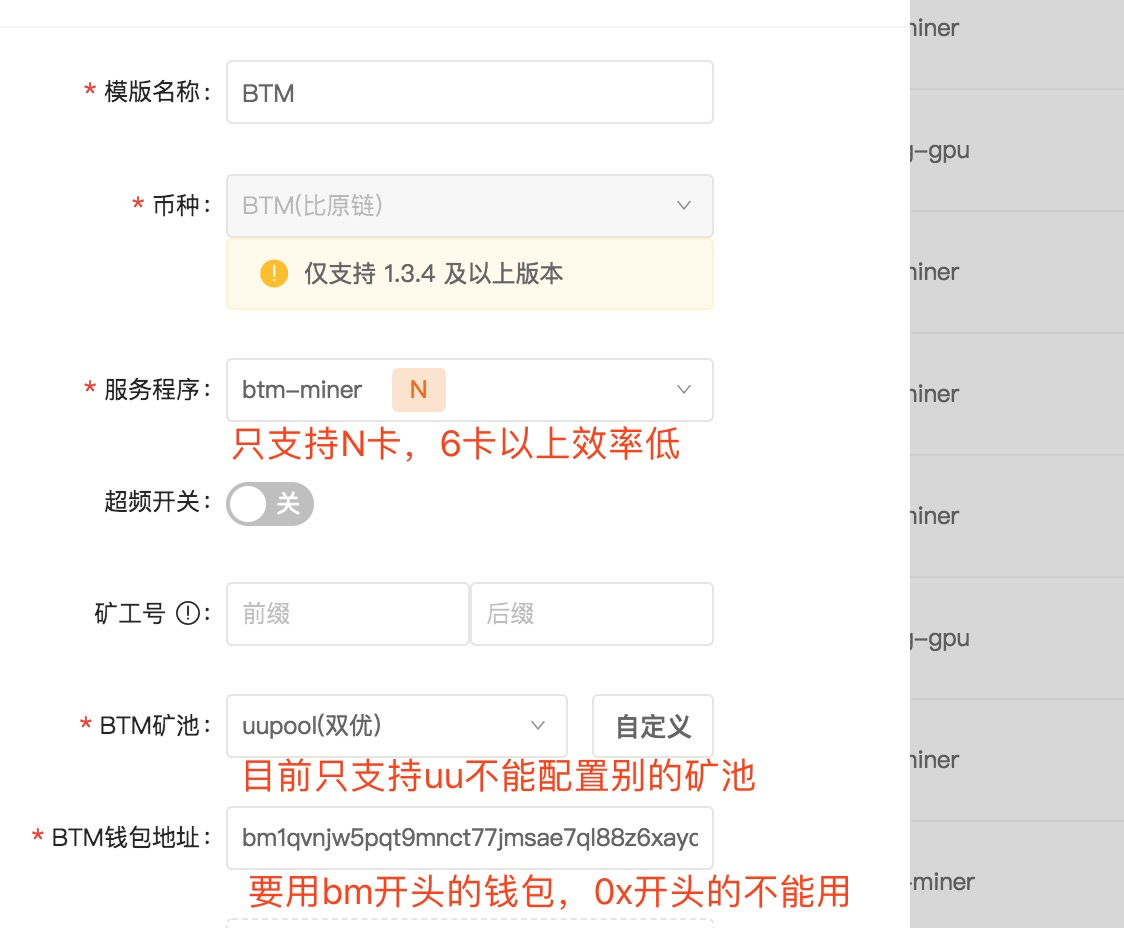 iner
* 模版名称: BTM
-gpu
* 币种: BTM(比原链)
! 仅支持 1.3.4 及以上版本
iner
* 服务程序: btm-miner N
iner
只支持N卡，6卡以上效率低
超频开关: 关
iner
矿工号 !: 前缀 后缀
-gpu
* BTM矿池: uupool(双优) 自定义
iner
目前只支持uu不能配置别的矿池
* BTM钱包地址: bm1qvnjw5pqt9mnct77jmsae7ql88z6xayc
-miner
要用bm开头的钱包，0x开头的不能用